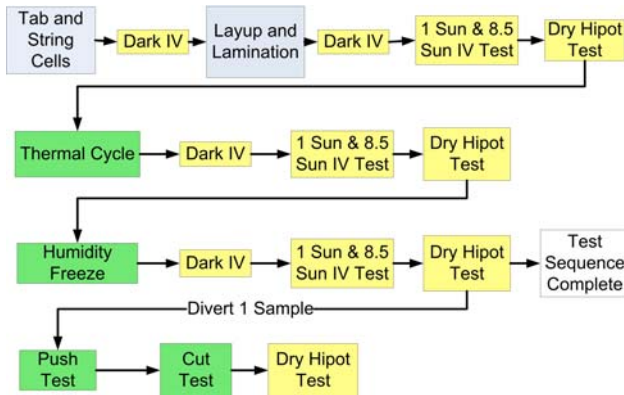 Tab and
String
Cells
Dark IV
Layup and
Lamination
Dark IV
1 Sun & 8.5
Sun IV Test
Dry Hipot
Test
Thermal Cycle
Dark IV
1 Sun & 8.5
Sun IV Test
Dry Hipot
Test
Humidity
Freeze
Dark IV
1 Sun & 8.5
Sun IV Test
Dry Hipot
Test
Test
Sequence
Complete
Divert 1 Sample
Push
Test
Cut
Test
Dry Hipot
Test